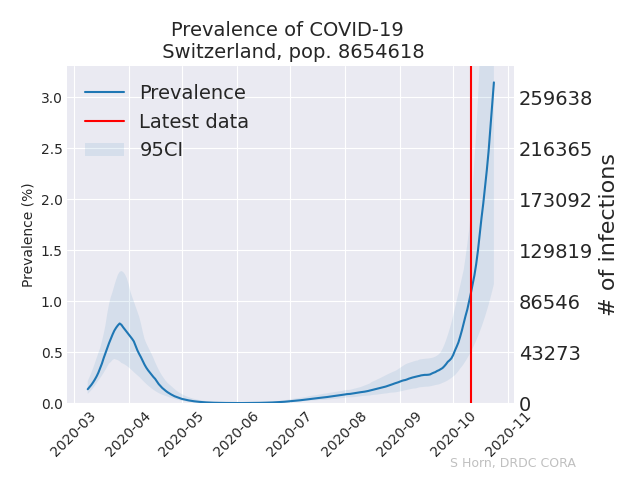 Prevalence of COVID-19
Switzerland, pop. 8654618
Prevalence
Latest data
95CI
Prevalence (%)
3.0
2.5
2.0
1.5
1.0
0.5
0.0
259638
216365
173092
129819
86546
43273
0
# of infections
2020-03
2020-04
2020-05
2020-06
2020-07
2020-08
2020-09
2020-10
2020-11
S Horn, DRDC CORA